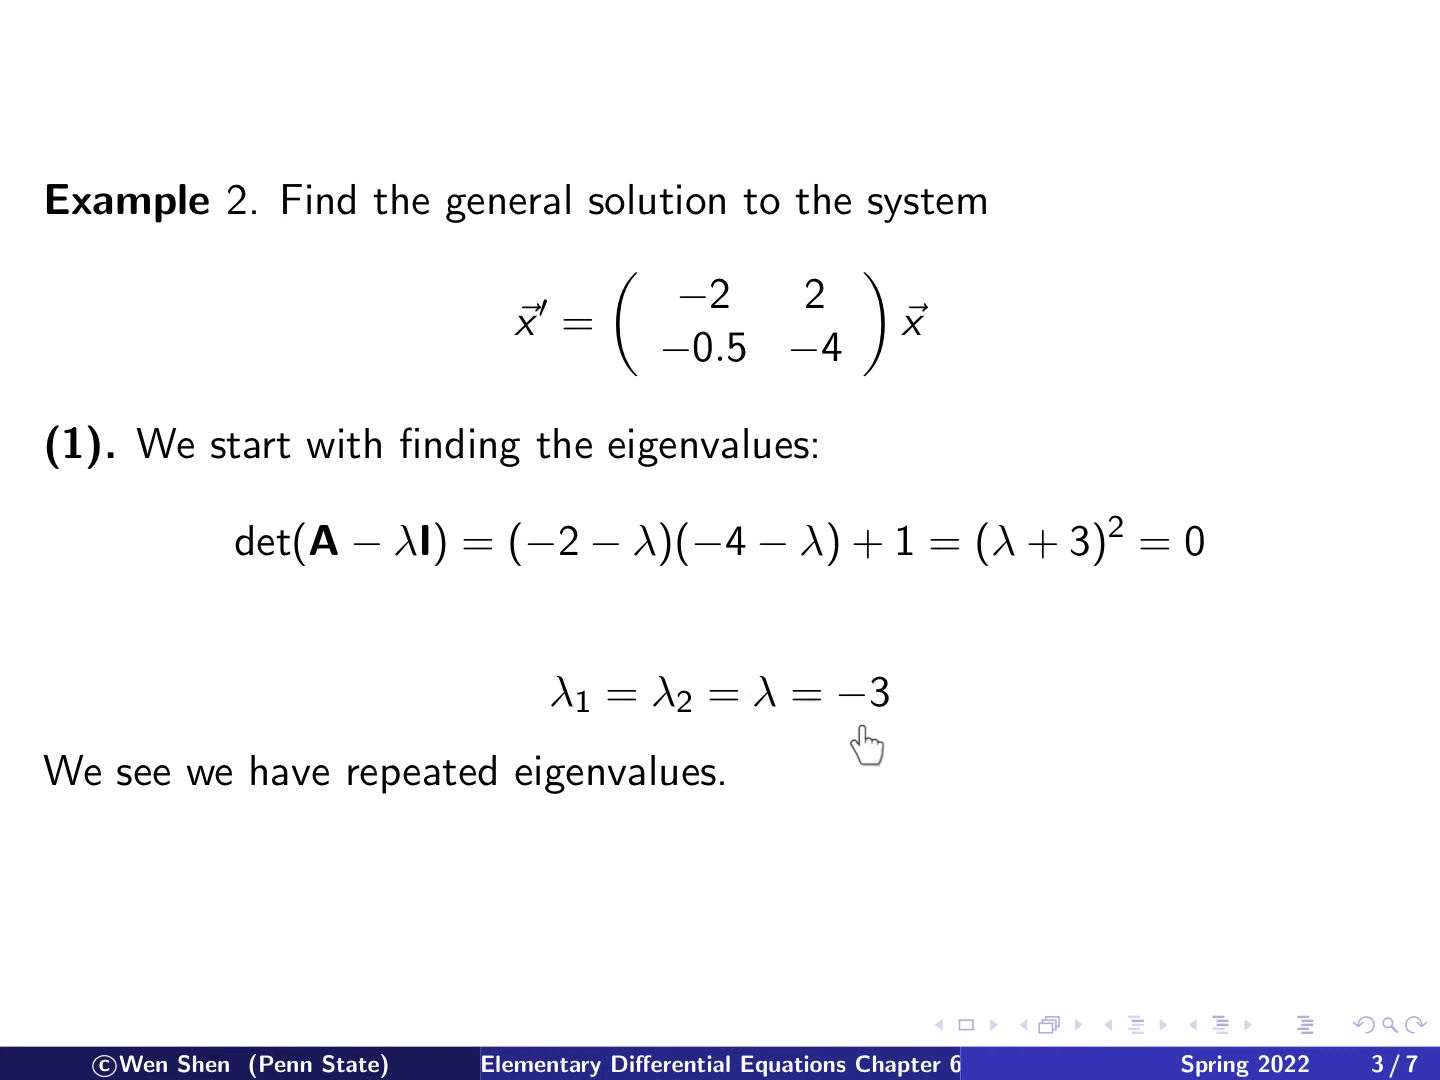 Example 2. Find the general solution to the system
x⃗′ = ( −2 2 −0.5 −4 ) x⃗
(1). We start with finding the eigenvalues:
det(A − λI) = (−2 − λ)(−4 − λ) + 1 = (λ + 3)² = 0
λ₁ = λ₂ = λ = −3
We see we have repeated eigenvalues.
©Wen Shen (Penn State) Elementary Differential Equations Chapter 6 Spring 2022 3 / 7